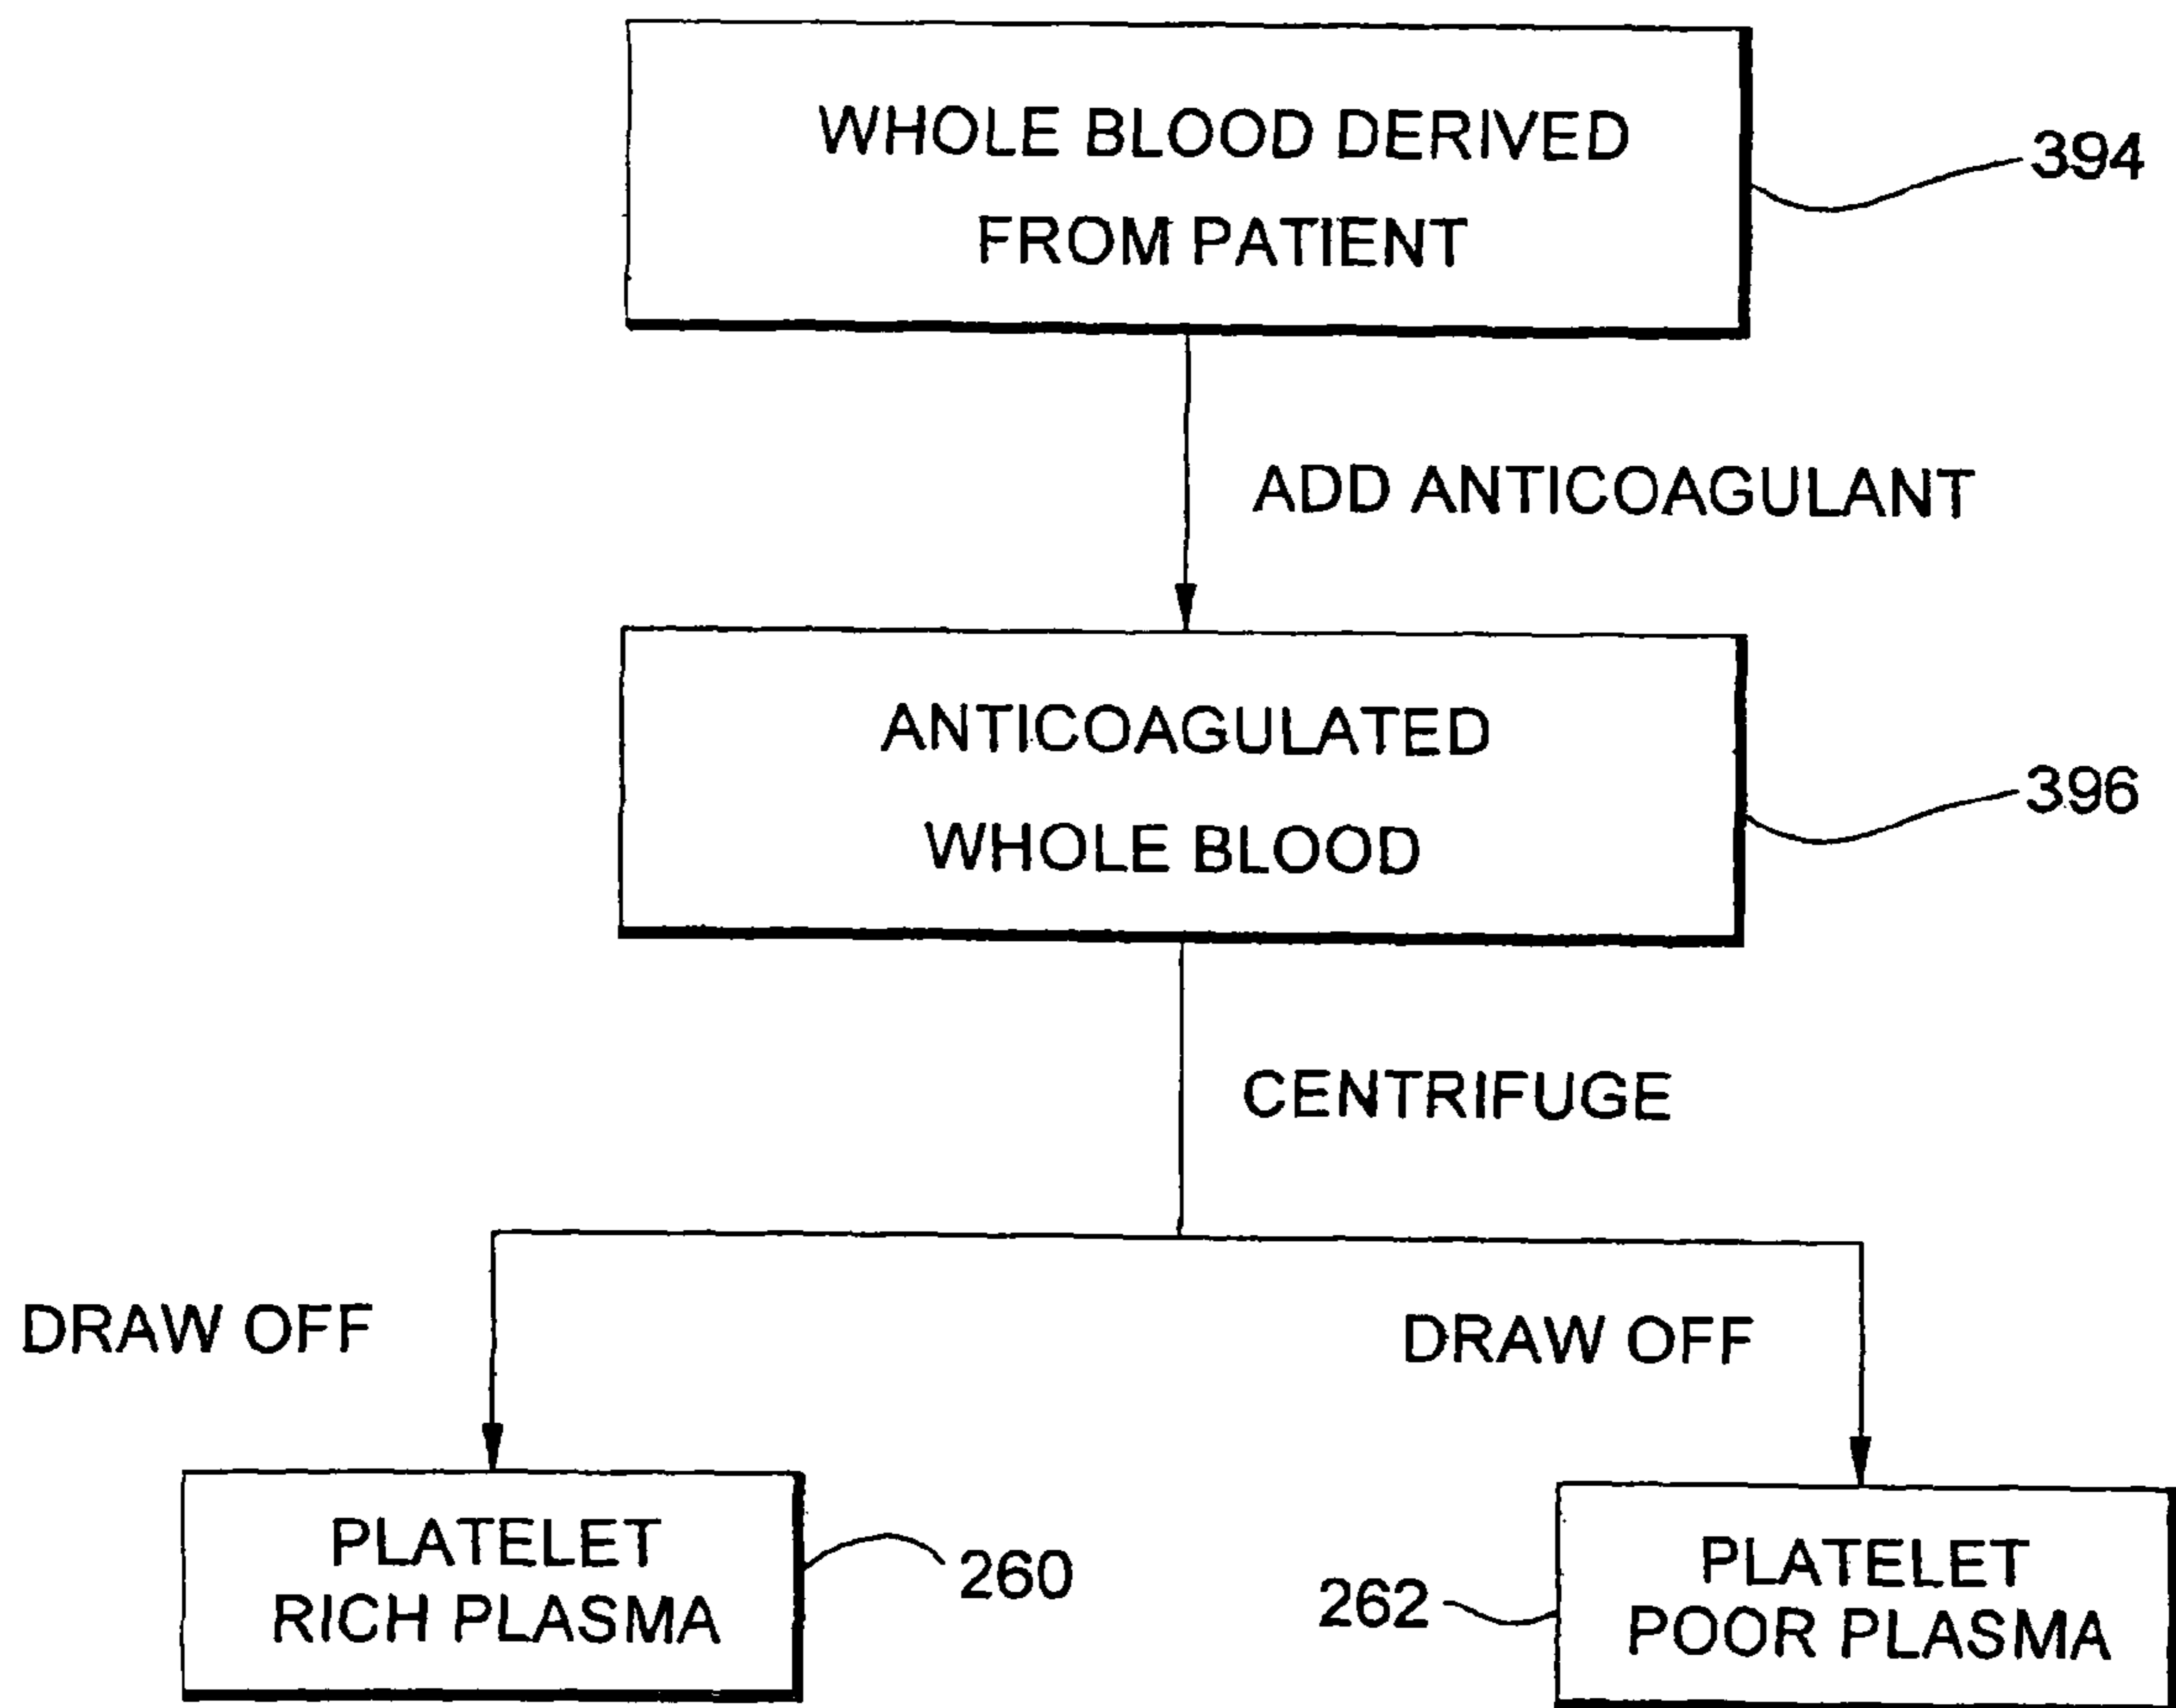 WHOLE BLOOD DERIVED
FROM PATIENT
394
ADD ANTICOAGULANT
ANTICOAGULATED
WHOLE BLOOD
396
CENTRIFUGE
DRAW OFF
DRAW OFF
PLATELET
RICH PLASMA
260
262
PLATELET
POOR PLASMA